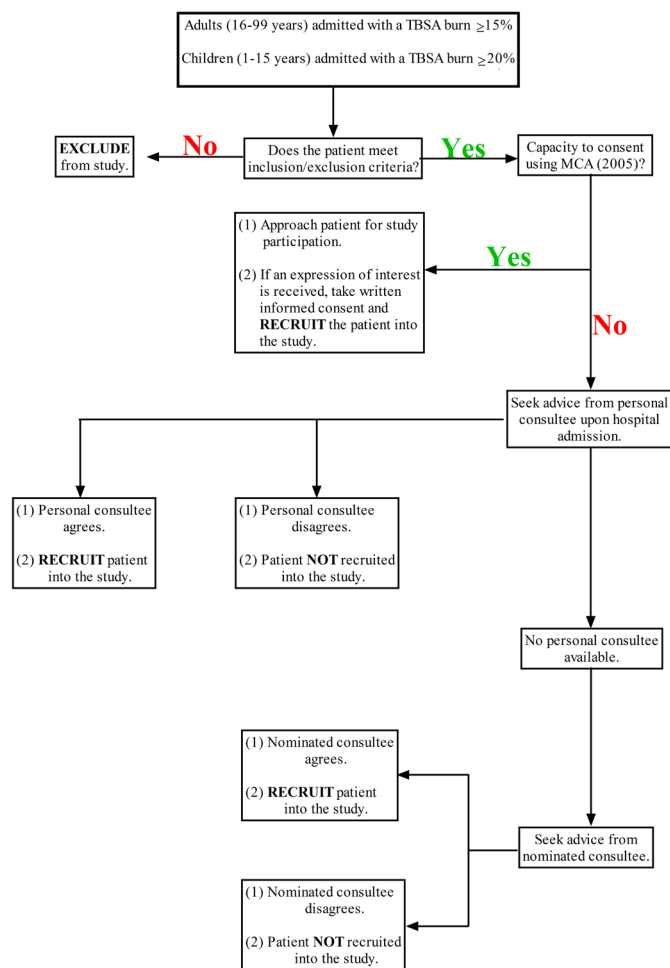 Adults (16-99 years) admitted with a TBSA burn ≥15%
Children (1-15 years) admitted with a TBSA burn ≥20%
EXCLUDE
from study.
No
Does the patient meet
inclusion/exclusion criteria?
Yes
Capacity to consent
using MCA (2005)?
(1) Approach patient for study
participation.
(2) If an expression of interest
is received, take written
informed consent and
RECRUIT the patient into
the study.
Yes
No
Seek advice from personal
consultee upon hospital
admission.
(1) Personal consultee
agrees.
(2) RECRUIT patient
into the study.
(1) Personal consultee
disagrees.
(2) Patient NOT recruited
into the study.
No personal consultee
available.
(1) Nominated consultee
agrees.
(2) RECRUIT patient
into the study.
Seek advice from
nominated consultee.
(1) Nominated consultee
disagrees.
(2) Patient NOT recruited
into the study.